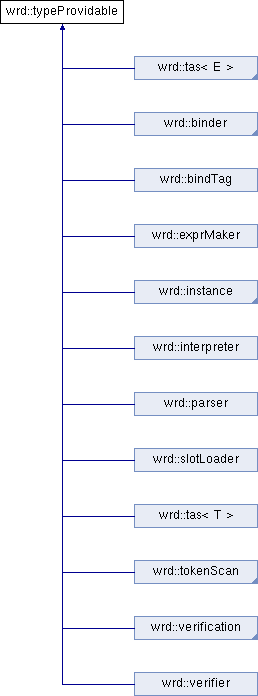 wrd::typeProvidable
wrd::tas< E >
wrd::binder
wrd::bindTag
wrd::exprMaker
wrd::instance
wrd::interpreter
wrd::parser
wrd::slotLoader
wrd::tas< T >
wrd::tokenScan
wrd::verification
wrd::verifier